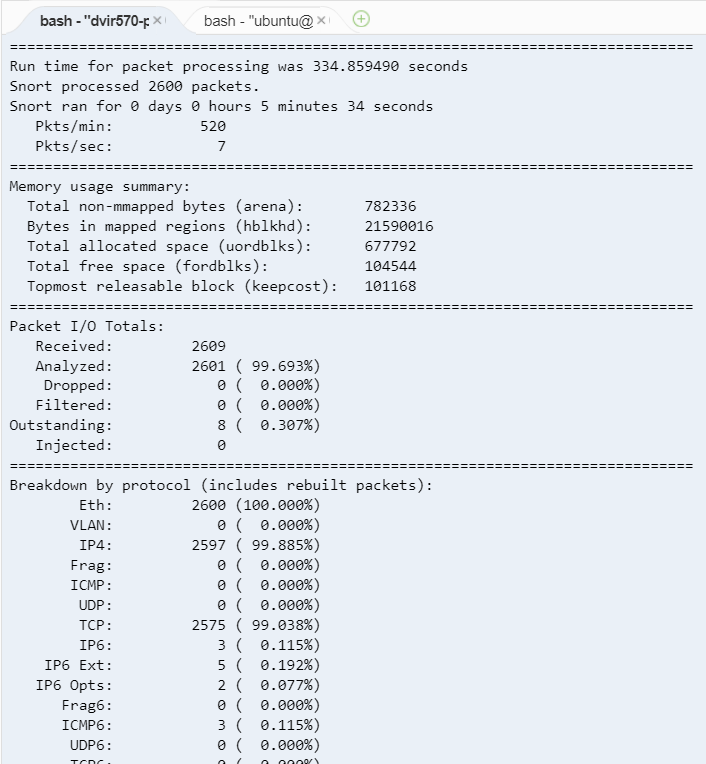 bash - "dvir570-p
bash - "ubuntu@
===============================================================================
Run time for packet processing was 334.859490 seconds
Snort processed 2600 packets.
Snort ran for 0 days 0 hours 5 minutes 34 seconds
   Pkts/min:          520
   Pkts/sec:            7
===============================================================================
Memory usage summary:
  Total non-mmapped bytes (arena):       782336
  Bytes in mapped regions (hblkhd):      21590016
  Total allocated space (uordblks):      677792
  Total free space (fordblks):           104544
  Topmost releasable block (keepcost):   101168
===============================================================================
Packet I/O Totals:
   Received:         2609
   Analyzed:         2601 ( 99.693%)
    Dropped:            0 (  0.000%)
   Filtered:            0 (  0.000%)
Outstanding:            8 (  0.307%)
   Injected:            0
===============================================================================
Breakdown by protocol (includes rebuilt packets):
        Eth:         2600 (100.000%)
       VLAN:            0 (  0.000%)
        IP4:         2597 ( 99.885%)
       Frag:            0 (  0.000%)
       ICMP:            0 (  0.000%)
        UDP:            0 (  0.000%)
        TCP:         2575 ( 99.038%)
        IP6:            3 (  0.115%)
    IP6 Ext:            5 (  0.192%)
   IP6 Opts:            2 (  0.077%)
      Frag6:            0 (  0.000%)
      ICMP6:            3 (  0.115%)
       UDP6:            0 (  0.000%)
       TCP6:            0 (  0.000%)